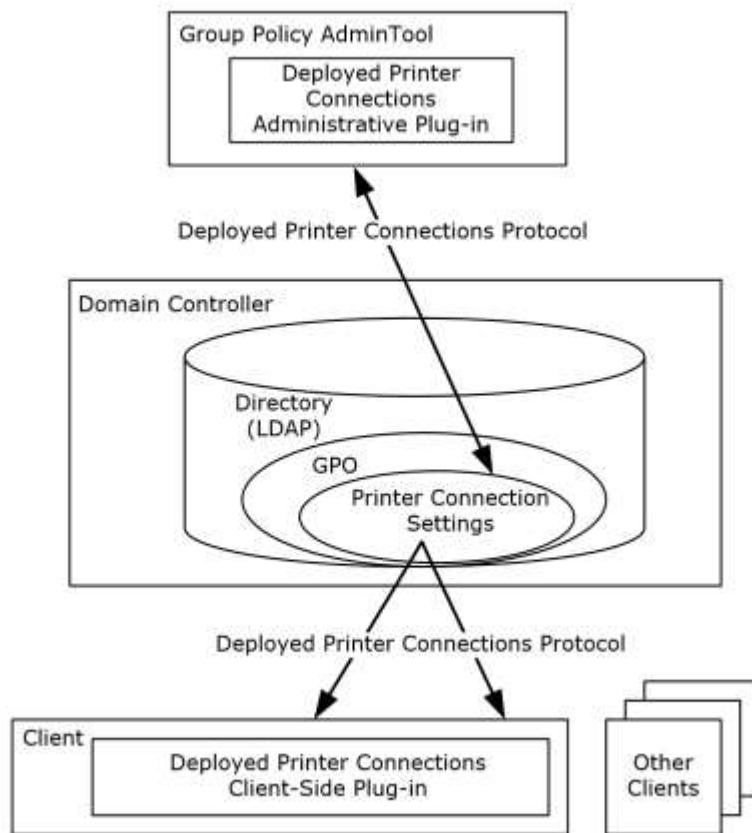 Group Policy AdminTool
Deployed Printer
Connections
Administrative Plug-in
Deployed Printer Connections Protocol
Domain Controller
Directory
(LDAP)
GPO
Printer Connection
Settings
Deployed Printer Connections Protocol
Client
Deployed Printer Connections
Client-Side Plug-in
Other
Clients